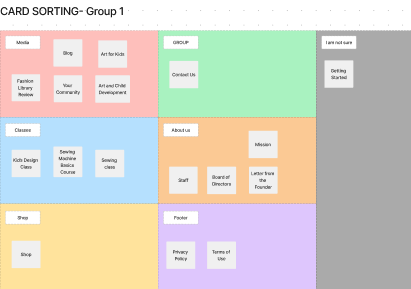 CARD SORTING- Group 1
Media
Blog
Art for Kids
Fashion
Library
Review
Your
Community
Art and Child
Development
GROUP
Contact Us
I am not sure
Getting
Started
Classes
Kids Design
Class
Sewing
Machine
Basics
Course
Sewing
class
About us
Mission
Staff
Board of
Directors
Letter from
the
Founder
Shop
Shop
Footer
Privacy
Policy
Terms of
Use